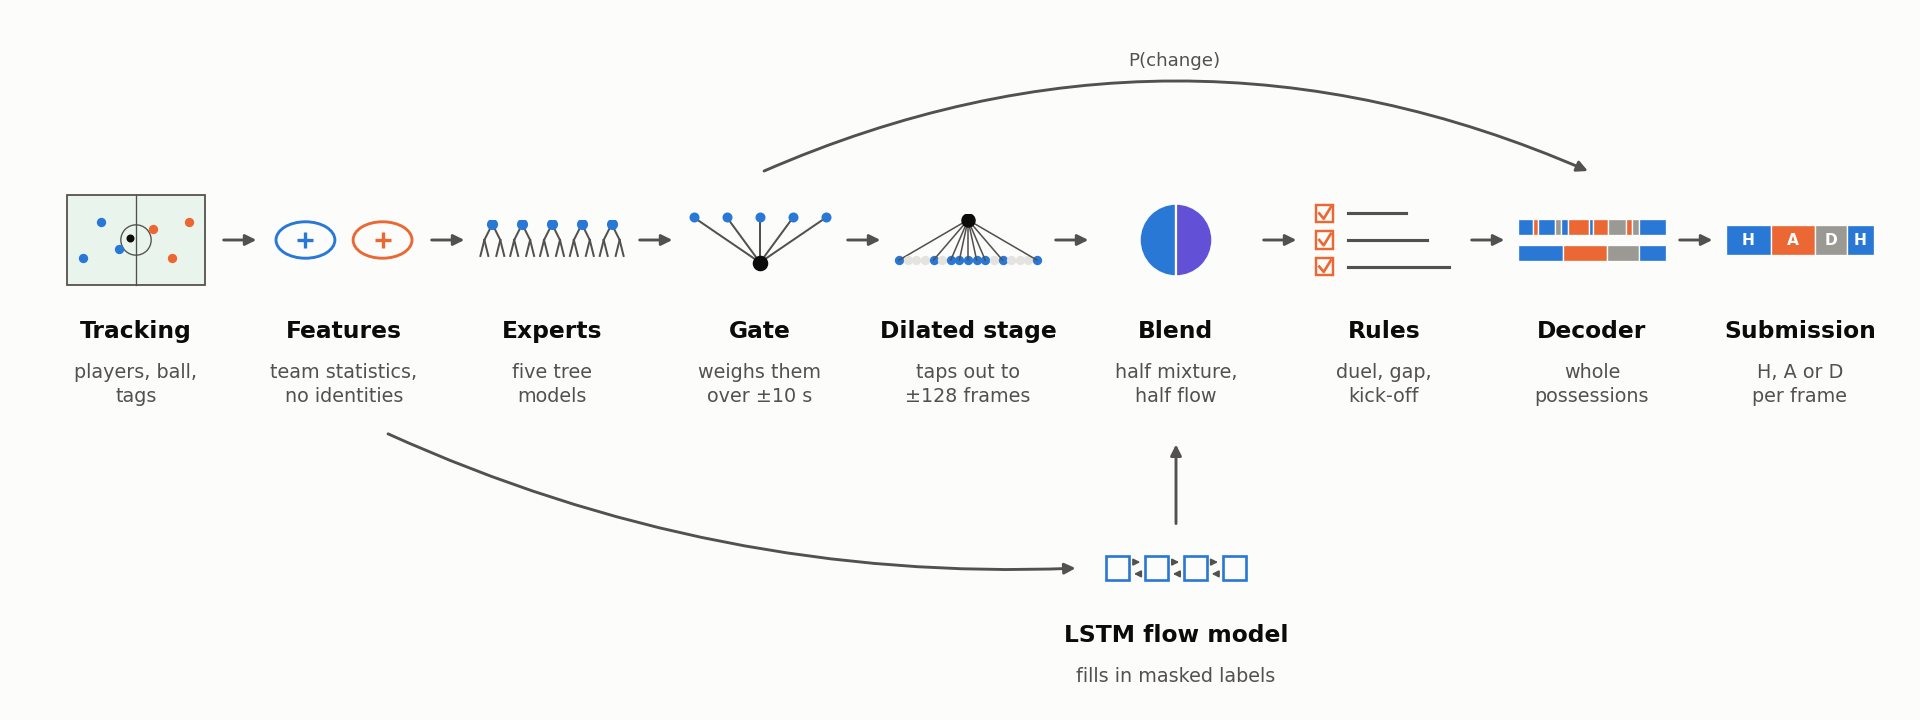 P(change)
H A D H
Tracking
players, ball,
tags
Features
team statistics,
no identities
Experts
five tree
models
Gate
weighs them
over ±10 s
Dilated stage
taps out to
±128 frames
Blend
half mixture,
half flow
Rules
duel, gap,
kick-off
Decoder
whole
possessions
Submission
H, A or D
per frame
LSTM flow model
fills in masked labels